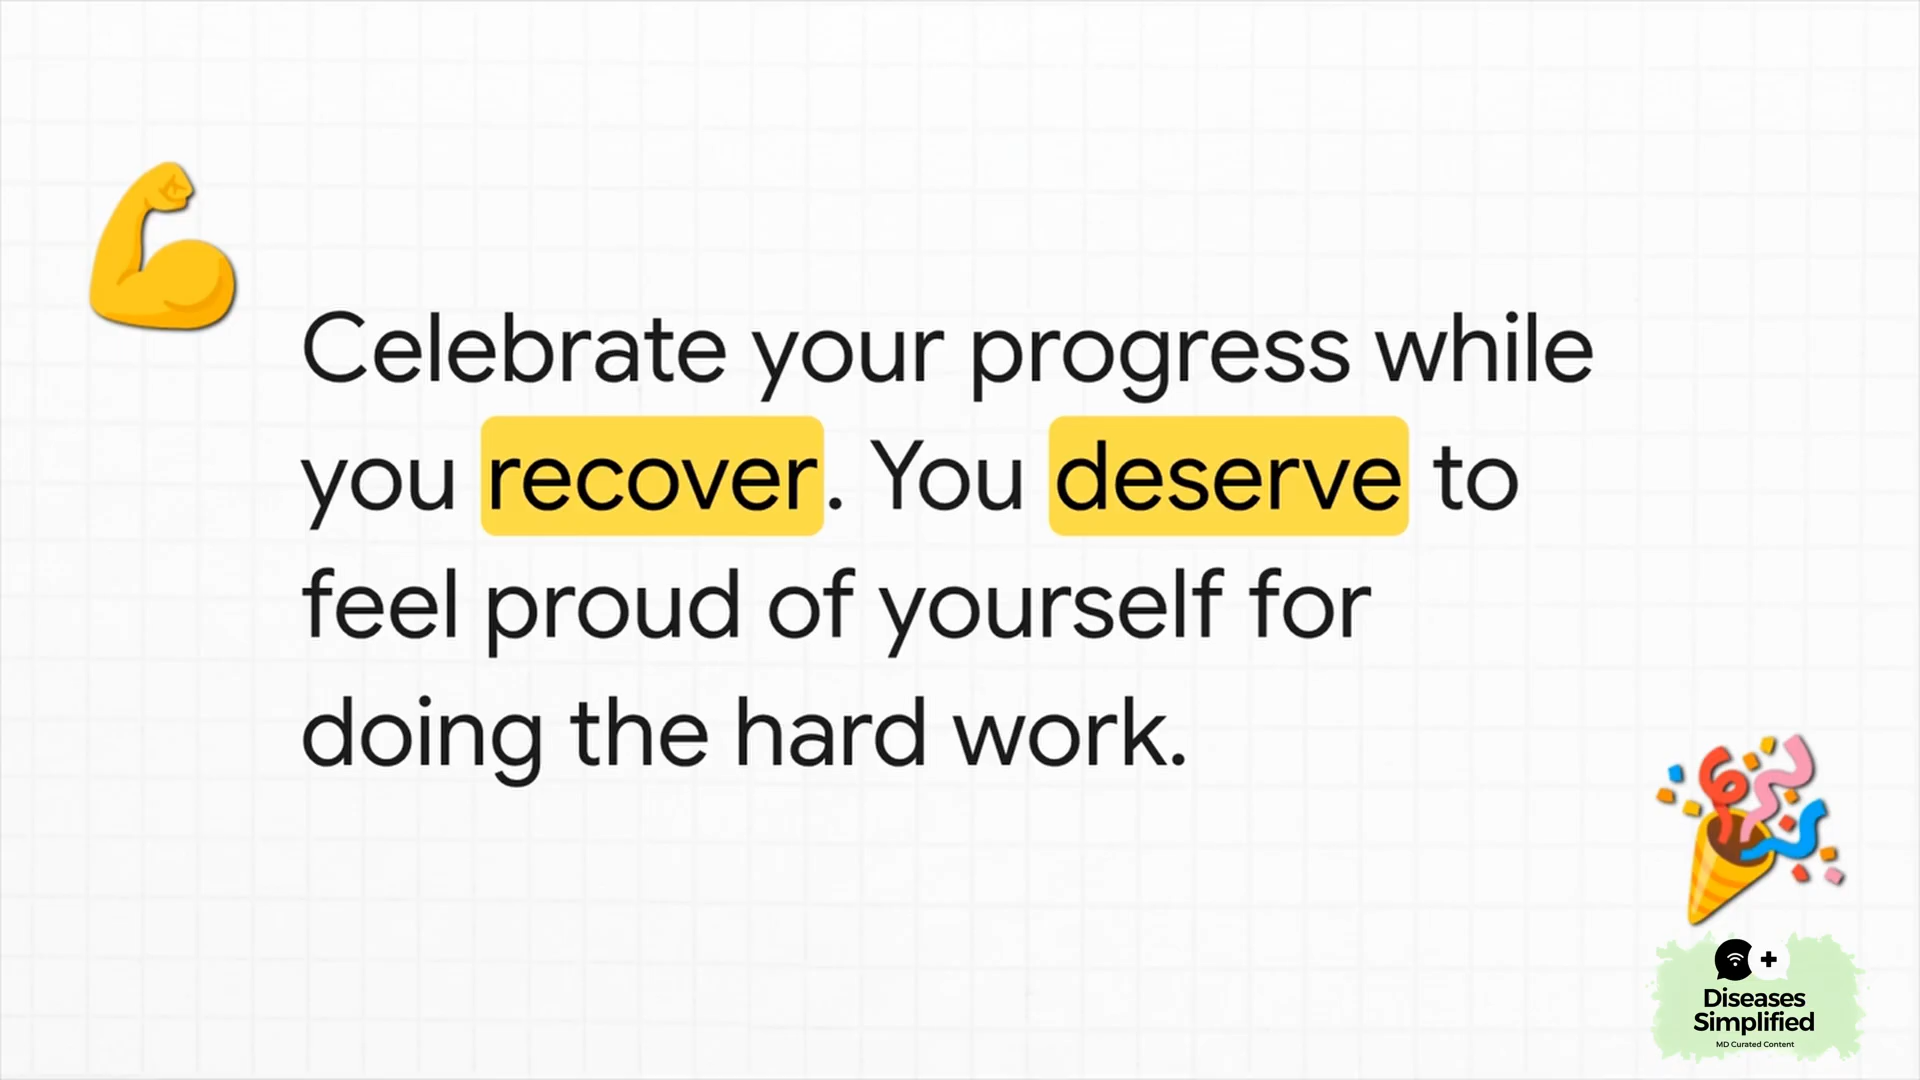 Celebrate your progress while
you recover. You deserve to
feel proud of yourself for
doing the hard work.
Diseases
Simplified
MD Curated Content